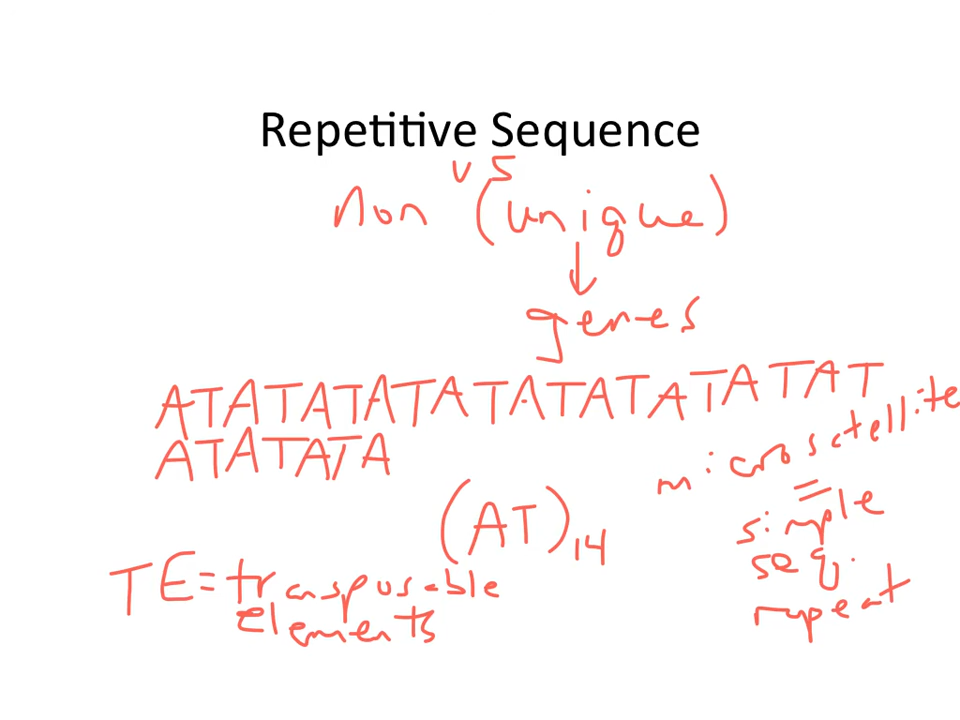 Repetitive Sequence
vs
non (unique)
genes
ATATATATATATATATATAT
ATATATA
microsatellite
=
(AT)14
simple
seq.
repeat
TE=transposable
elements